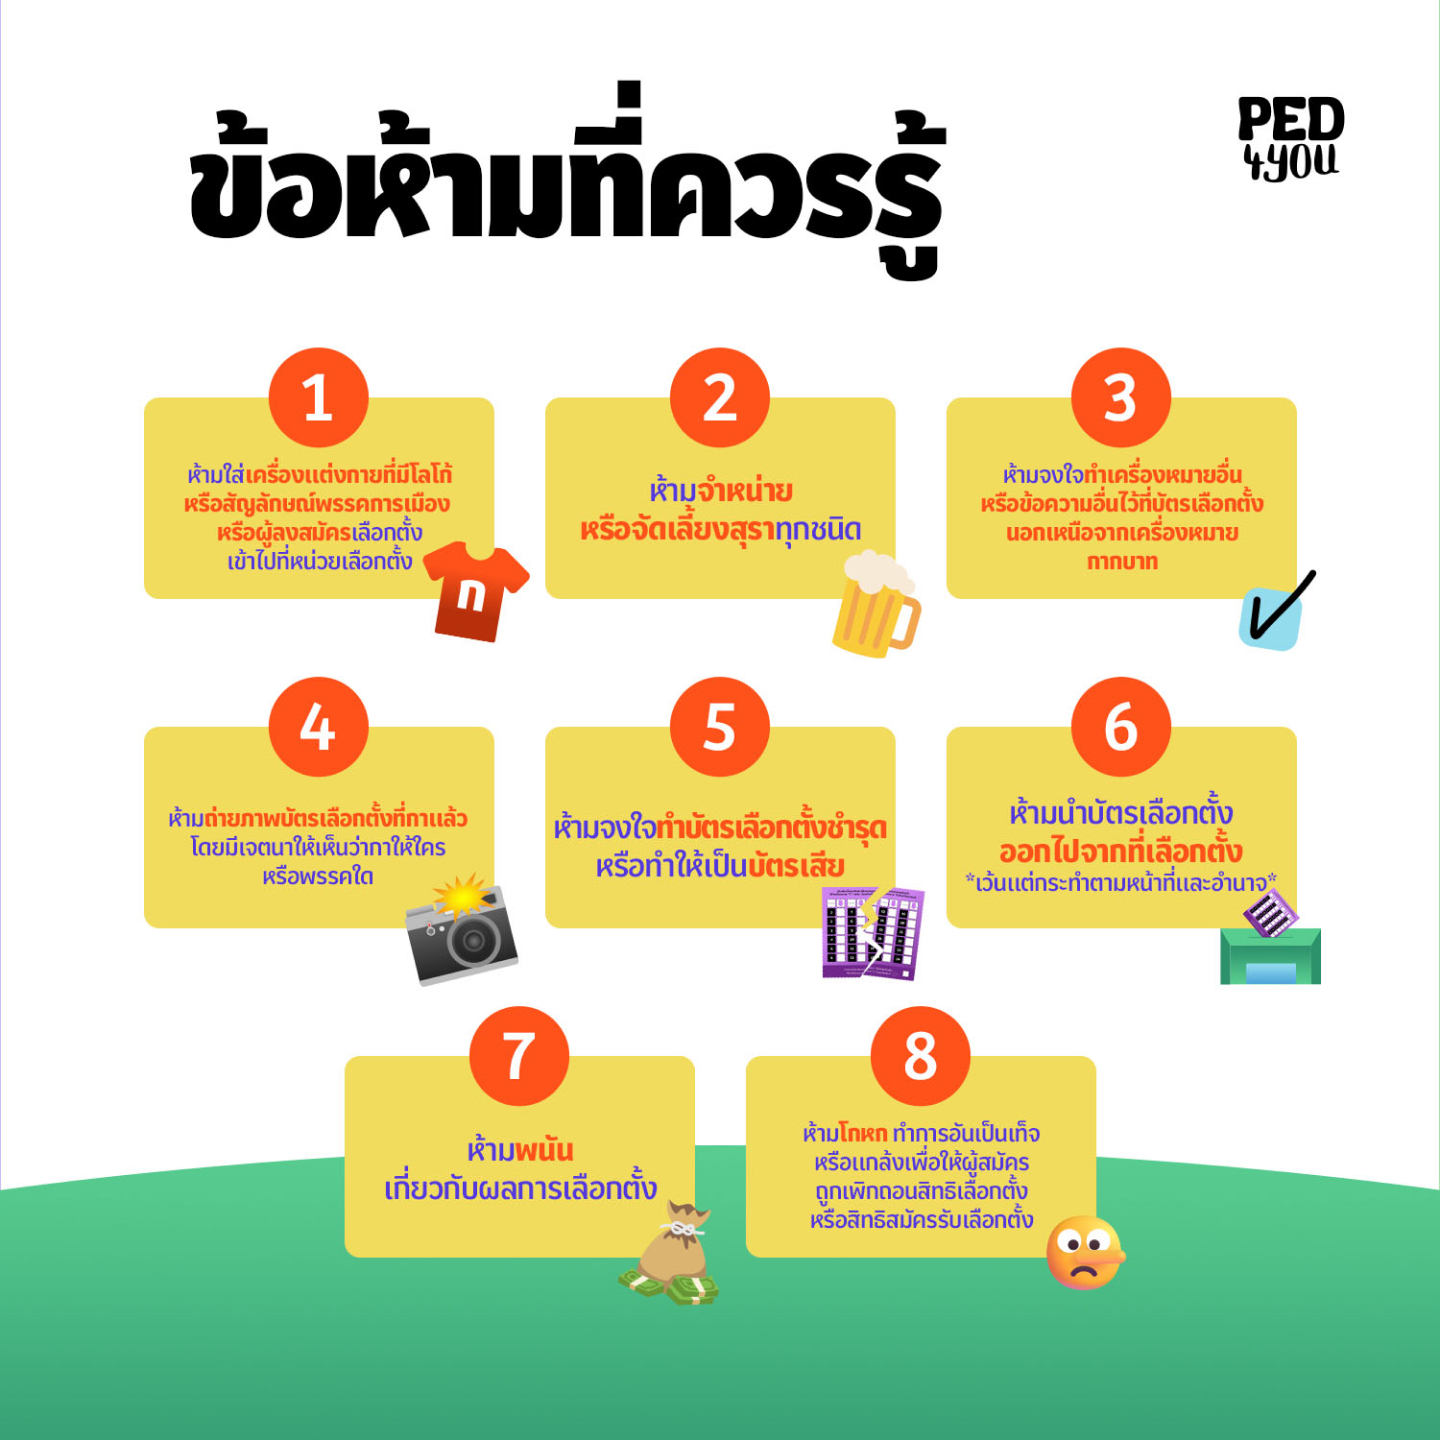 ข้อห้ามที่ควรรู้
PED
4YOU
1
ห้ามใส่เครื่องแต่งกายที่มีโลโก้
หรือสัญลักษณ์พรรคการเมือง
หรือผู้ลงสมัครเลือกตั้ง
เข้าไปที่หน่วยเลือกตั้ง
ก
2
ห้ามจำหน่าย
หรือจัดเลี้ยงสุราทุกชนิด
3
ห้ามจงใจทำเครื่องหมายอื่น
หรือข้อความอื่นไว้ที่บัตรเลือกตั้ง
นอกเหนือจากเครื่องหมาย
กากบาท
4
ห้ามถ่ายภาพบัตรเลือกตั้งที่กาแล้ว
โดยมีเจตนาให้เห็นว่ากาให้ใคร
หรือพรรคใด
5
ห้ามจงใจทำบัตรเลือกตั้งชำรุด
หรือทำให้เป็นบัตรเสีย
6
ห้ามนำบัตรเลือกตั้ง
ออกไปจากที่เลือกตั้ง
*เว้นแต่กระทำตามหน้าที่และอำนาจ*
7
ห้ามพนัน
เกี่ยวกับผลการเลือกตั้ง
8
ห้ามโกหก ทำการอันเป็นเท็จ
หรือแกล้งเพื่อให้ผู้สมัคร
ถูกเพิกถอนสิทธิเลือกตั้ง
หรือสิทธิสมัครรับเลือกตั้ง